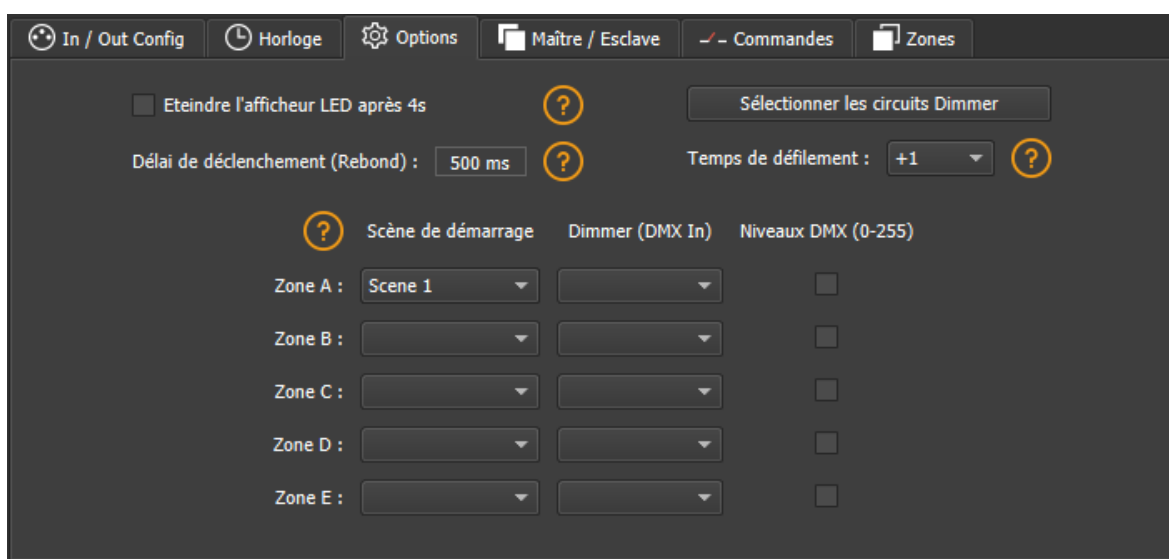 In / Out Config Horloge Options Maître / Esclave Commandes Zones
Eteindre l'afficheur LED après 4s ? Sélectionner les circuits Dimmer
Délai de déclenchement (Rebond) : 500 ms ? Temps de défilement : +1 ?
? Scène de démarrage Dimmer (DMX In) Niveaux DMX (0-255)
Zone A : Scene 1
Zone B :
Zone C :
Zone D :
Zone E :